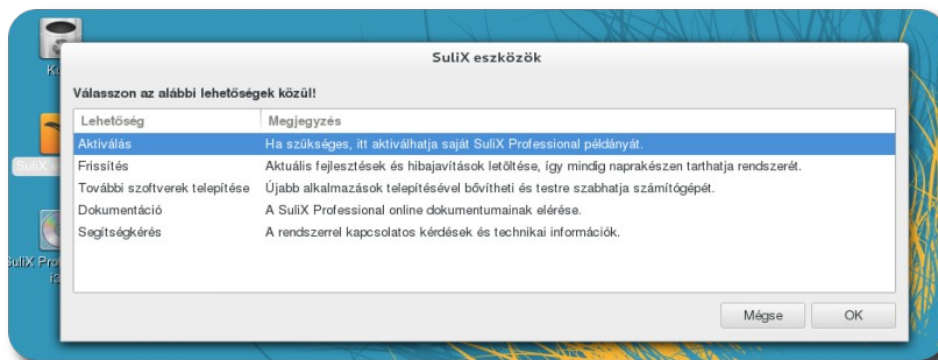 SuliX eszközök
Válasszon az alábbi lehetőségek közül!
Lehetőség Megjegyzés
Aktiválás Ha szükséges, itt aktiválhatja saját SuliX Professional példányát.
Frissítés Aktuális fejlesztések és hibajavítások letöltése, így mindig naprakészen tarthatja rendszerét.
További szoftverek telepítése Újabb alkalmazások telepítésével bővítheti és testre szabhatja számítógépét.
Dokumentáció A SuliX Professional online dokumentumainak elérése.
Segítségkérés A rendszerrel kapcsolatos kérdések és technikai információk.
SuliX
Mégse OK